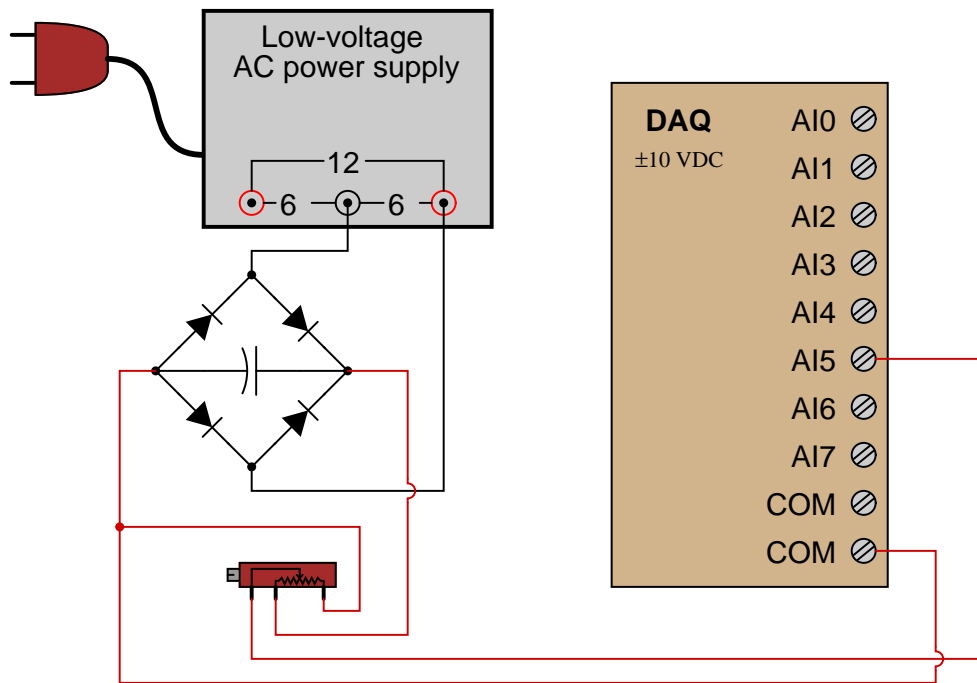 Low-voltage
AC power supply
12
6 6
DAQ
±10 VDC
AI0
AI1
AI2
AI3
AI4
AI5
AI6
AI7
COM
COM